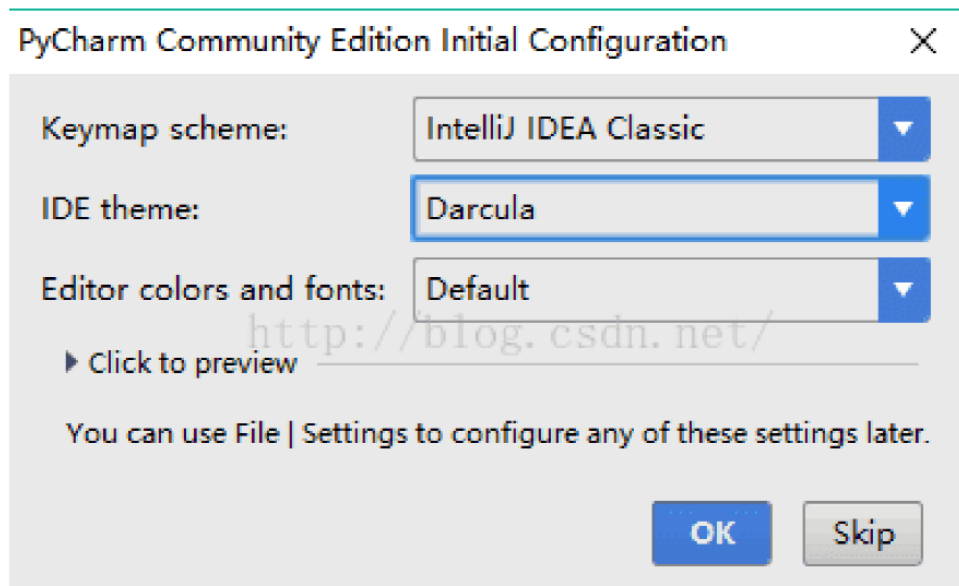 PyCharm Community Edition Initial Configuration
Keymap scheme: IntelliJ IDEA Classic
IDE theme: Darcula
Editor colors and fonts: Default
http://blog.csdn.net/
Click to preview
You can use File | Settings to configure any of these settings later.
OK Skip